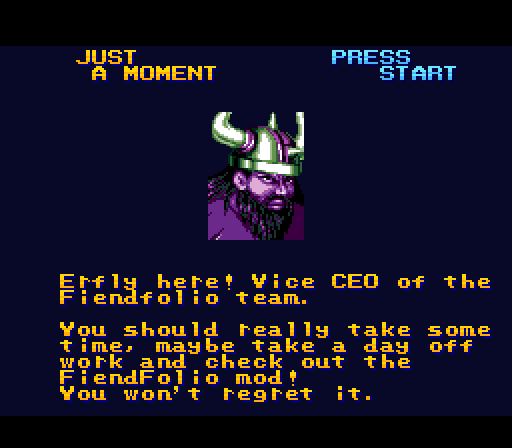 JUST
A MOMENT
PRESS
START
Erfly here! Vice CEO of the
Fiendfolio team.
You should really take some
time, maybe take a day off
work and check out the
FiendFolio mod!
You won't regret it.